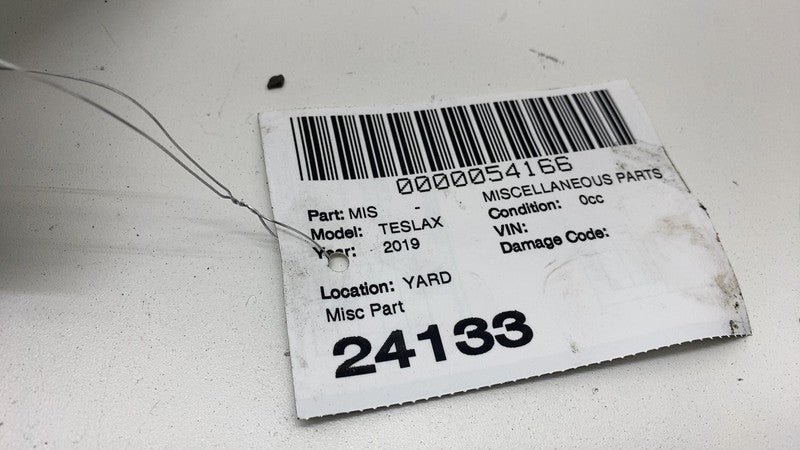 0000054166
Part: MIS - MISCELLANEOUS PARTS
Model: TESLAX Condition: 0cc
Year: 2019 VIN:
Damage Code:
Location: YARD
Misc Part
24133